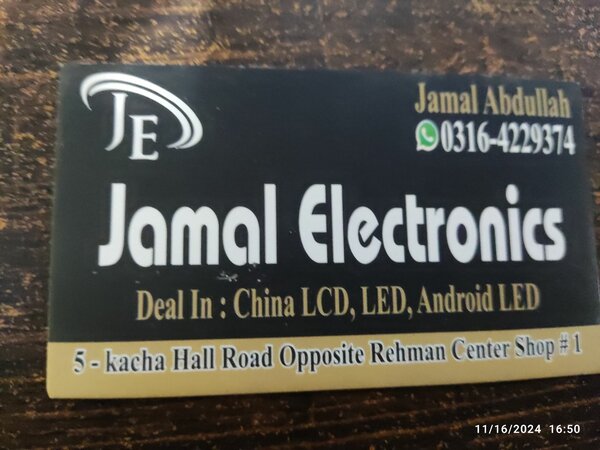 JE
Jamal Abdullah
0316-4229374
Jamal Electronics
Deal In : China LCD, LED, Android LED
5 - kacha Hall Road Opposite Rehman Center Shop # 1
11/16/2024 16:50